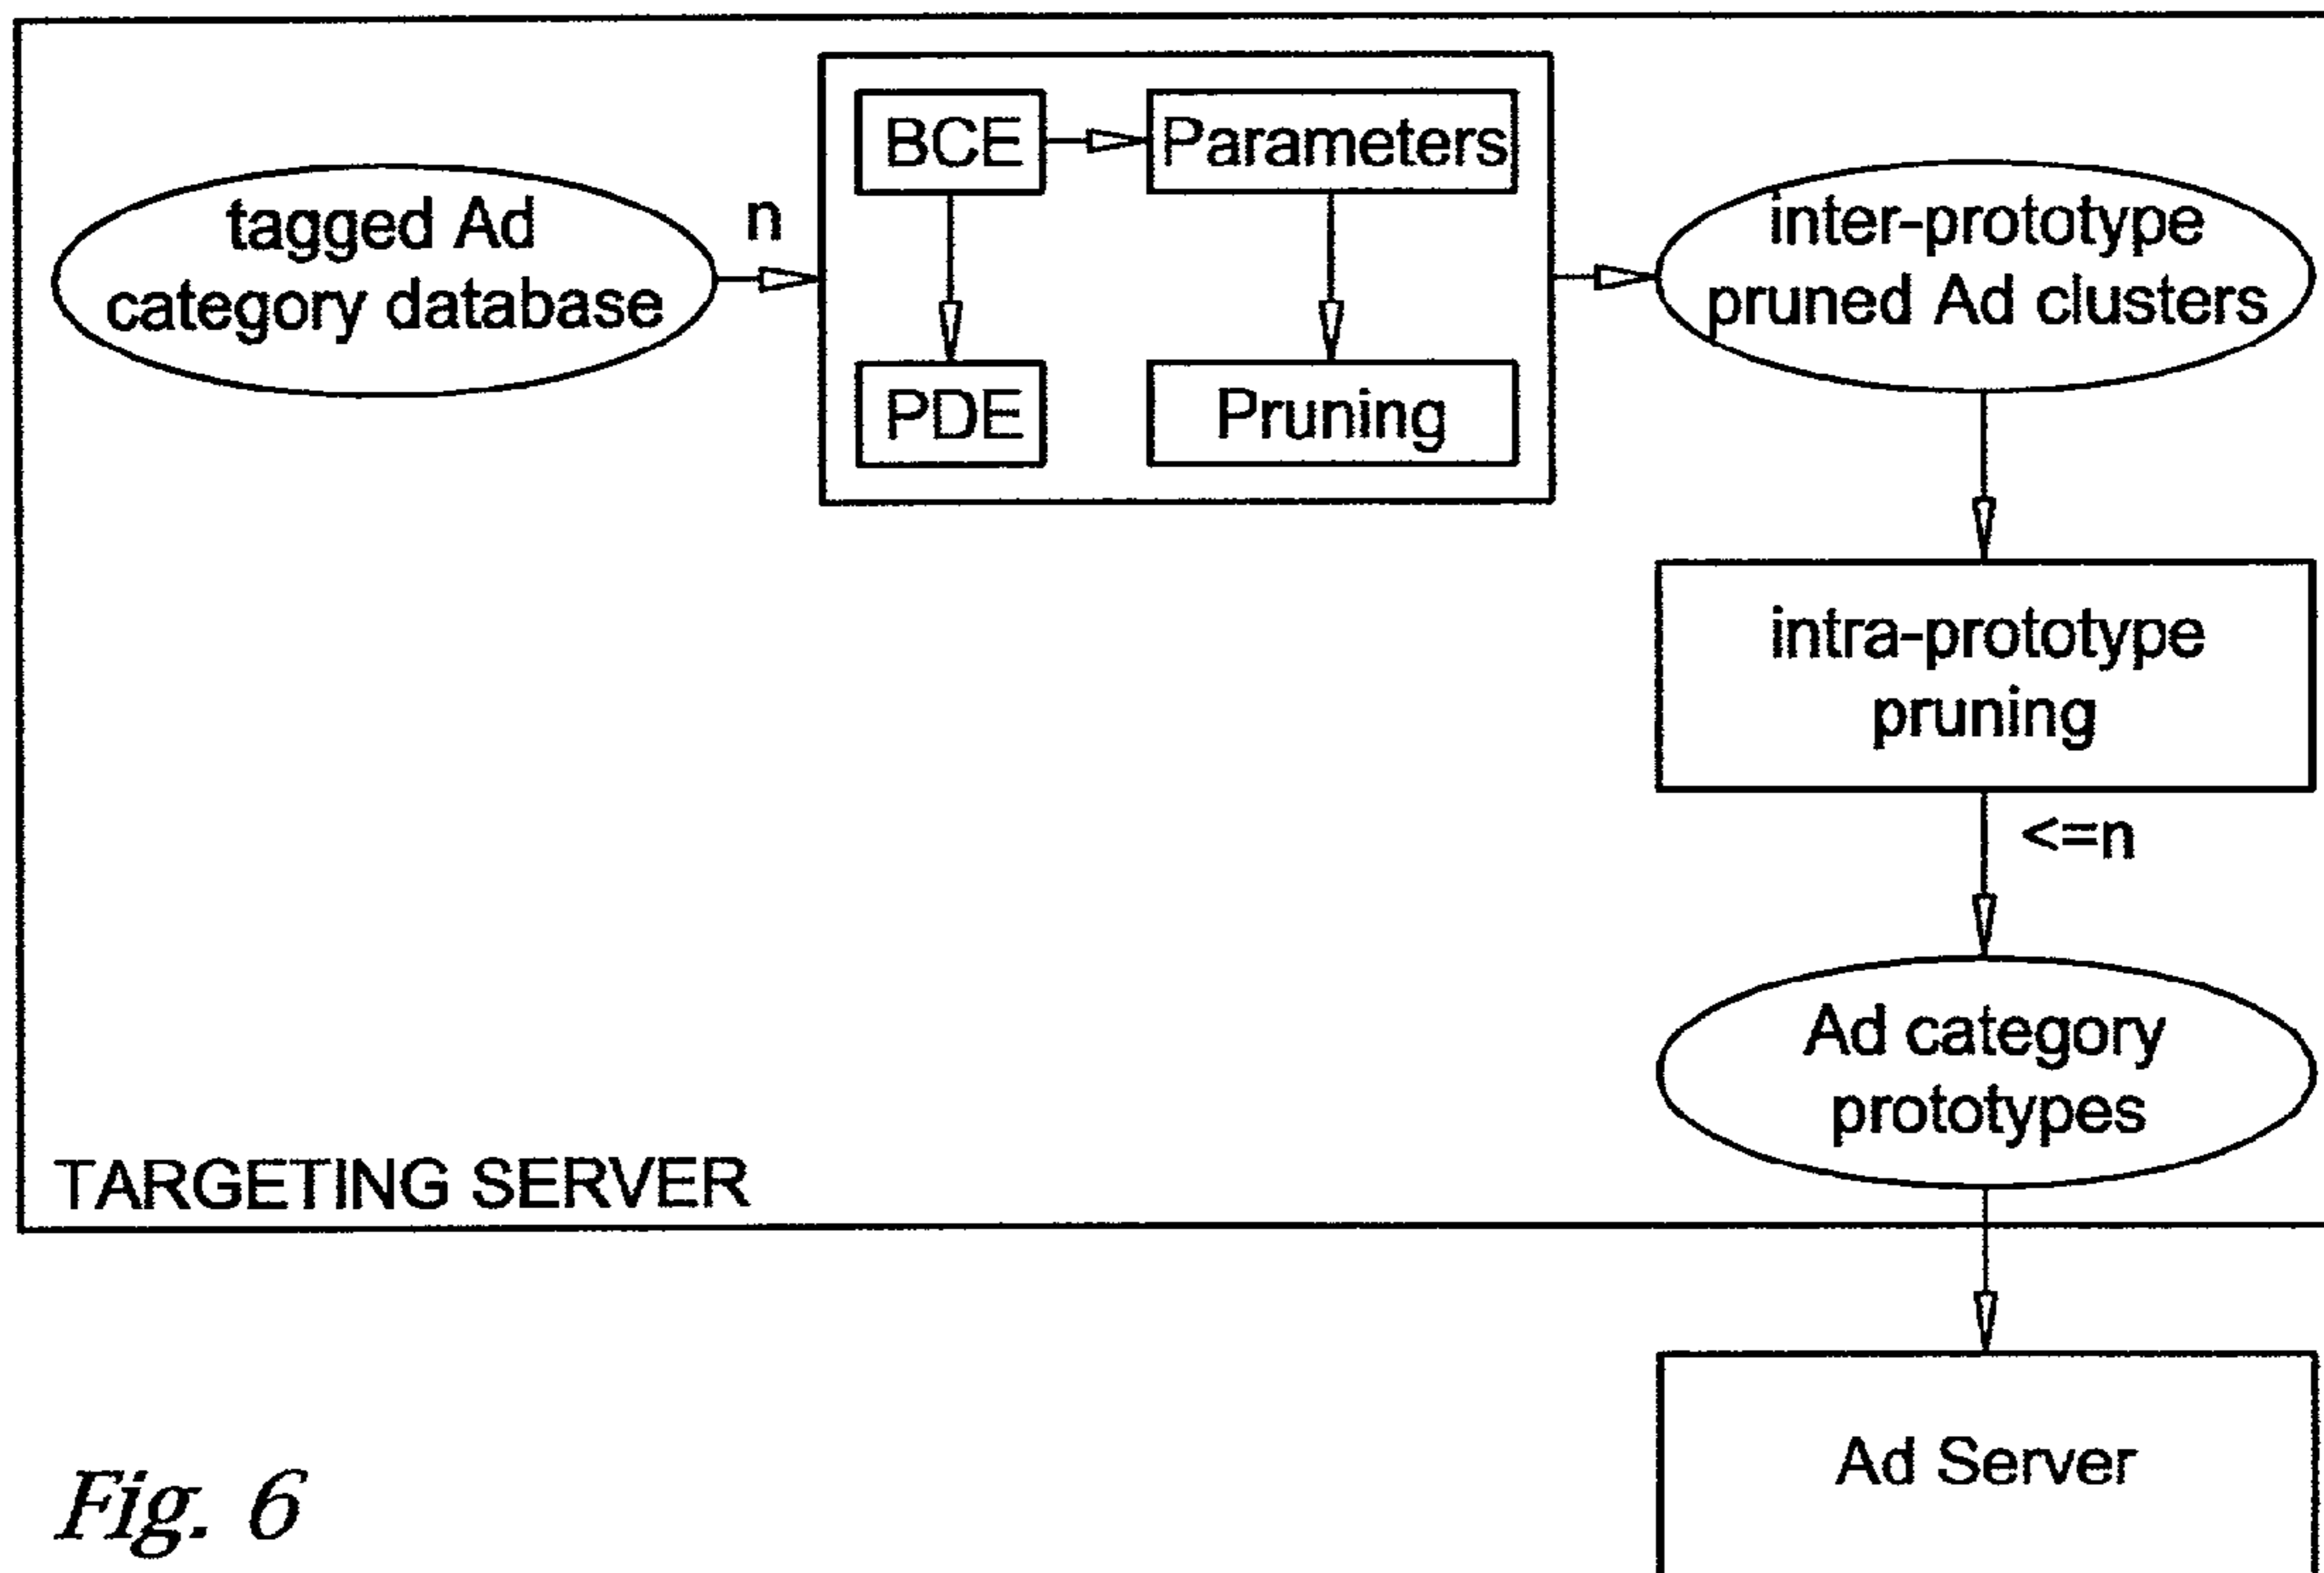 tagged Ad
category database
n
BCE
Parameters
PDE
Pruning
inter-prototype
pruned Ad clusters
intra-prototype
pruning
<=n
Ad category
prototypes
TARGETING SERVER
Ad Server
Fig. 6